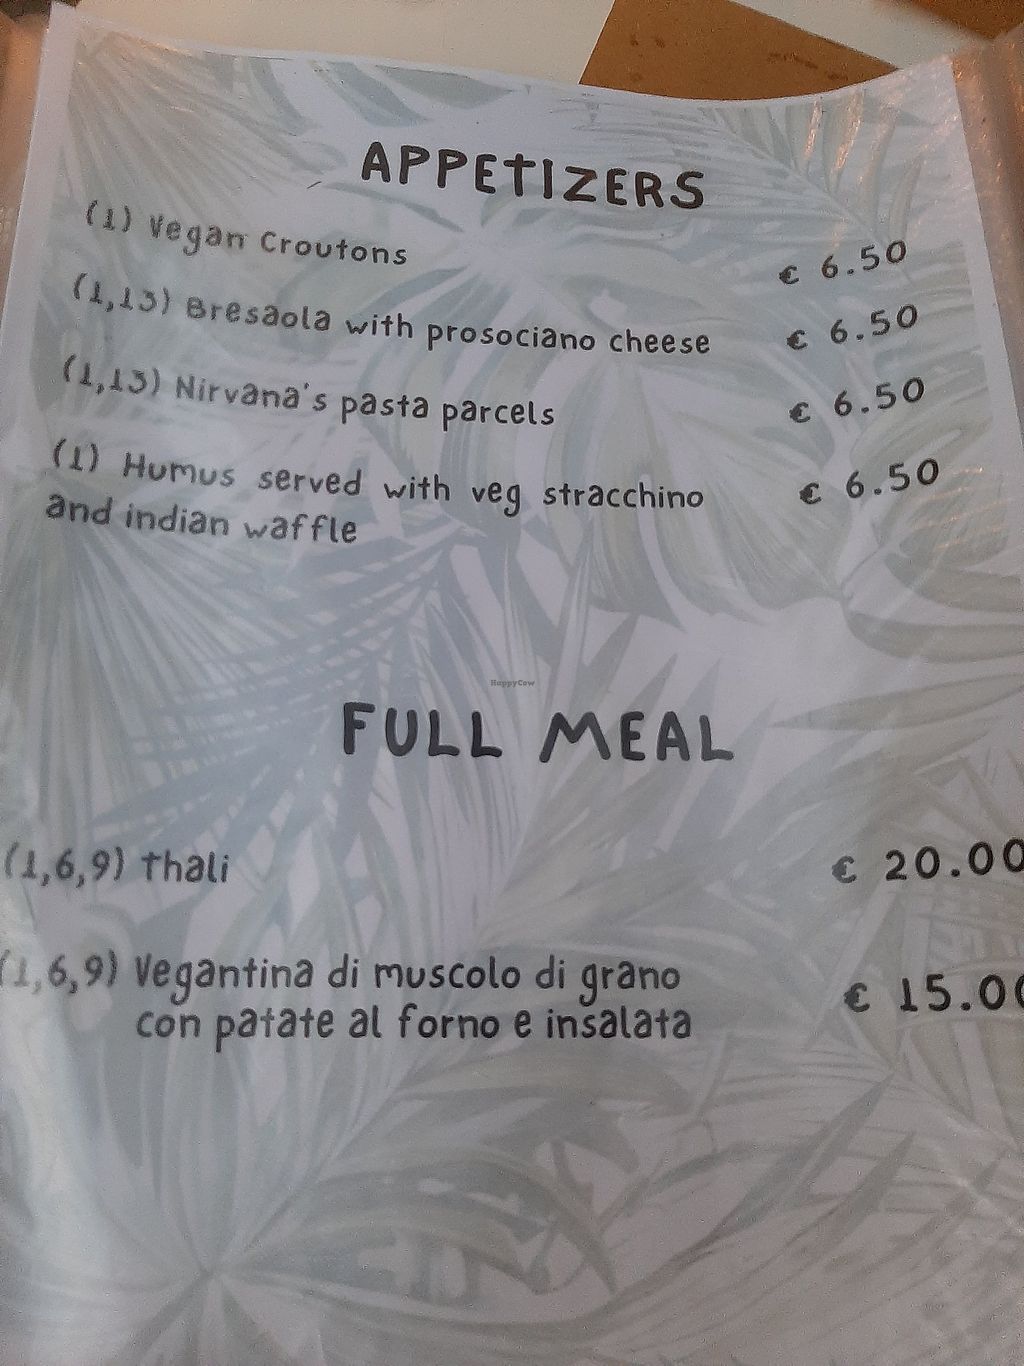 APPETIZERS
(1) Vegan Croutons € 6.50
(1,13) Bresaola with prosociano cheese € 6.50
(1,13) Nirvana's pasta parcels € 6.50
(1) Humus served with veg stracchino € 6.50
and indian waffle
HappyCow
FULL MEAL
(1,6,9) thali € 20.00
(1,6,9) Vegantina di muscolo di grano € 15.00
con patate al forno e insalata